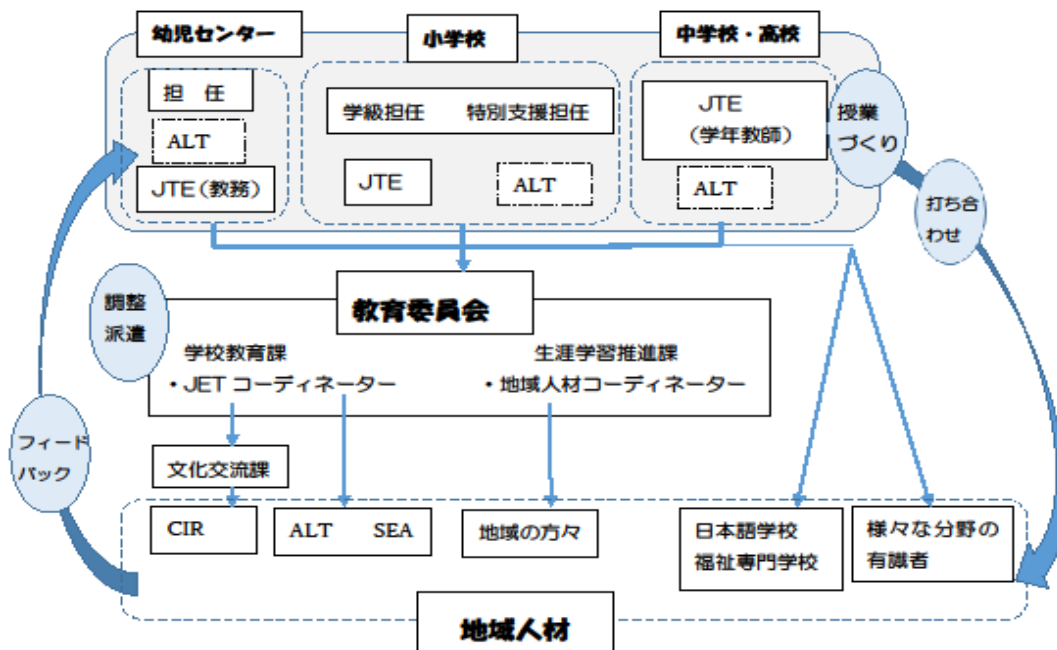 幼児センター
小学校
中学校・高校
担 任
ALT
JTE(教務)
学級担任 特別支援担任
JTE
ALT
JTE
(学年教師)
ALT
授業
づくり
打ち合
わせ
教育委員会
調整
派遣
学校教育課
・JET コーディネーター
生涯学習推進課
・地域人材コーディネーター
フィード
バック
文化交流課
CIR
ALT SEA
地域の方々
日本語学校
福祉専門学校
様々な分野の
有識者
地域人材